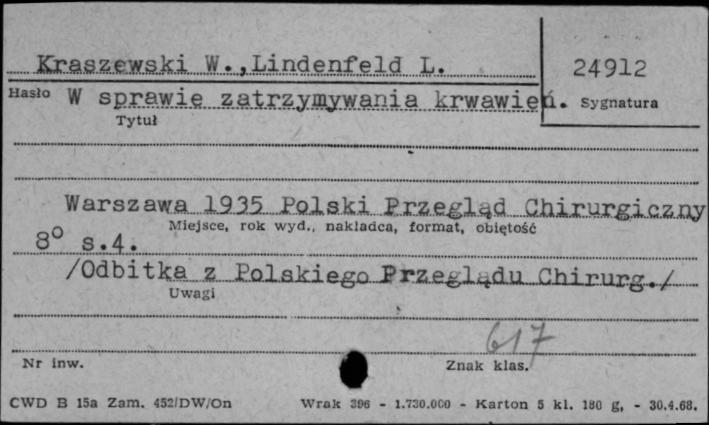 Kraszewski W.,Lindenfeld L.
24912
Hasło W sprawie zatrzymywania krwawień. Sygnatura
Tytuł
Warszawa 1935 Polski Przegląd Chirurgiczny
Miejsce, rok wyd., nakładca, format, objętość
8° s.4.
/Odbitka z Polskiego Przeglądu Chirurg./
Uwagi
617
Nr inw. Znak klas.
CWD B 15a Zam. 452/DW/On Wrak 396 - 1.730.000 - Karton 5 kl. 180 g, - 30.4.68.